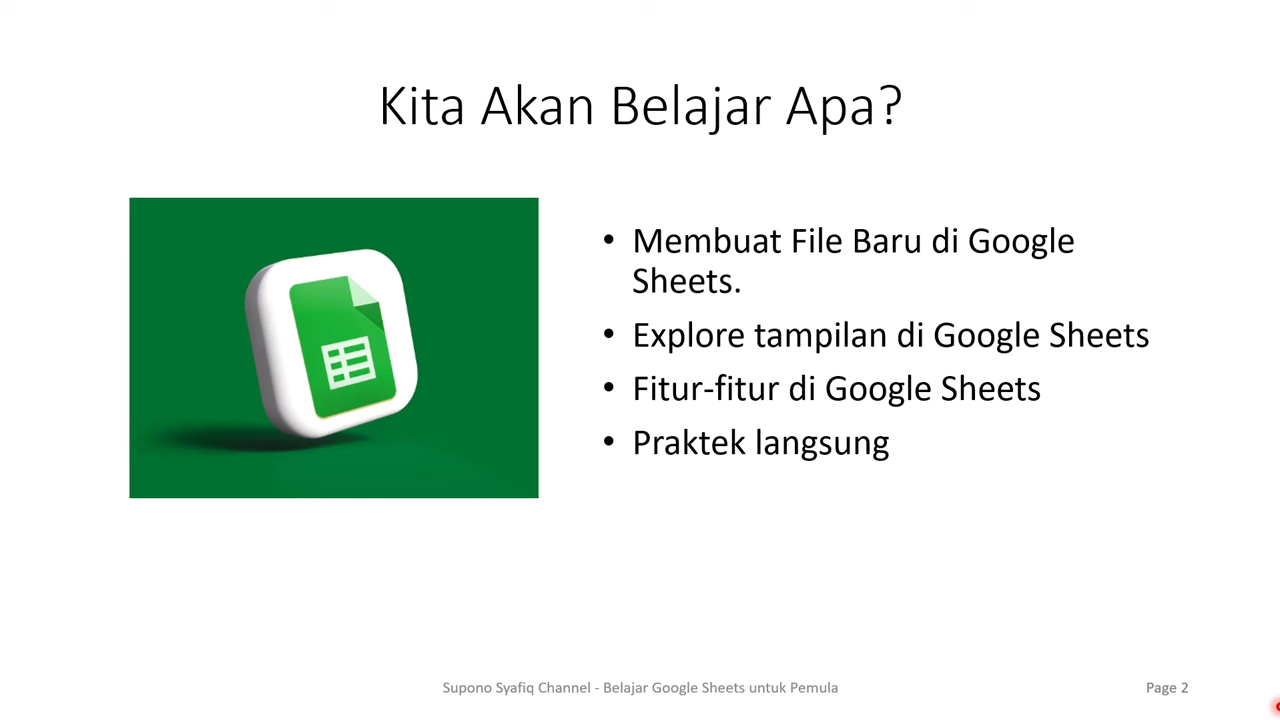 Kita Akan Belajar Apa?
• Membuat File Baru di Google
Sheets.
• Explore tampilan di Google Sheets
• Fitur-fitur di Google Sheets
• Praktek langsung
Supono Syafiq Channel - Belajar Google Sheets untuk Pemula
Page 2